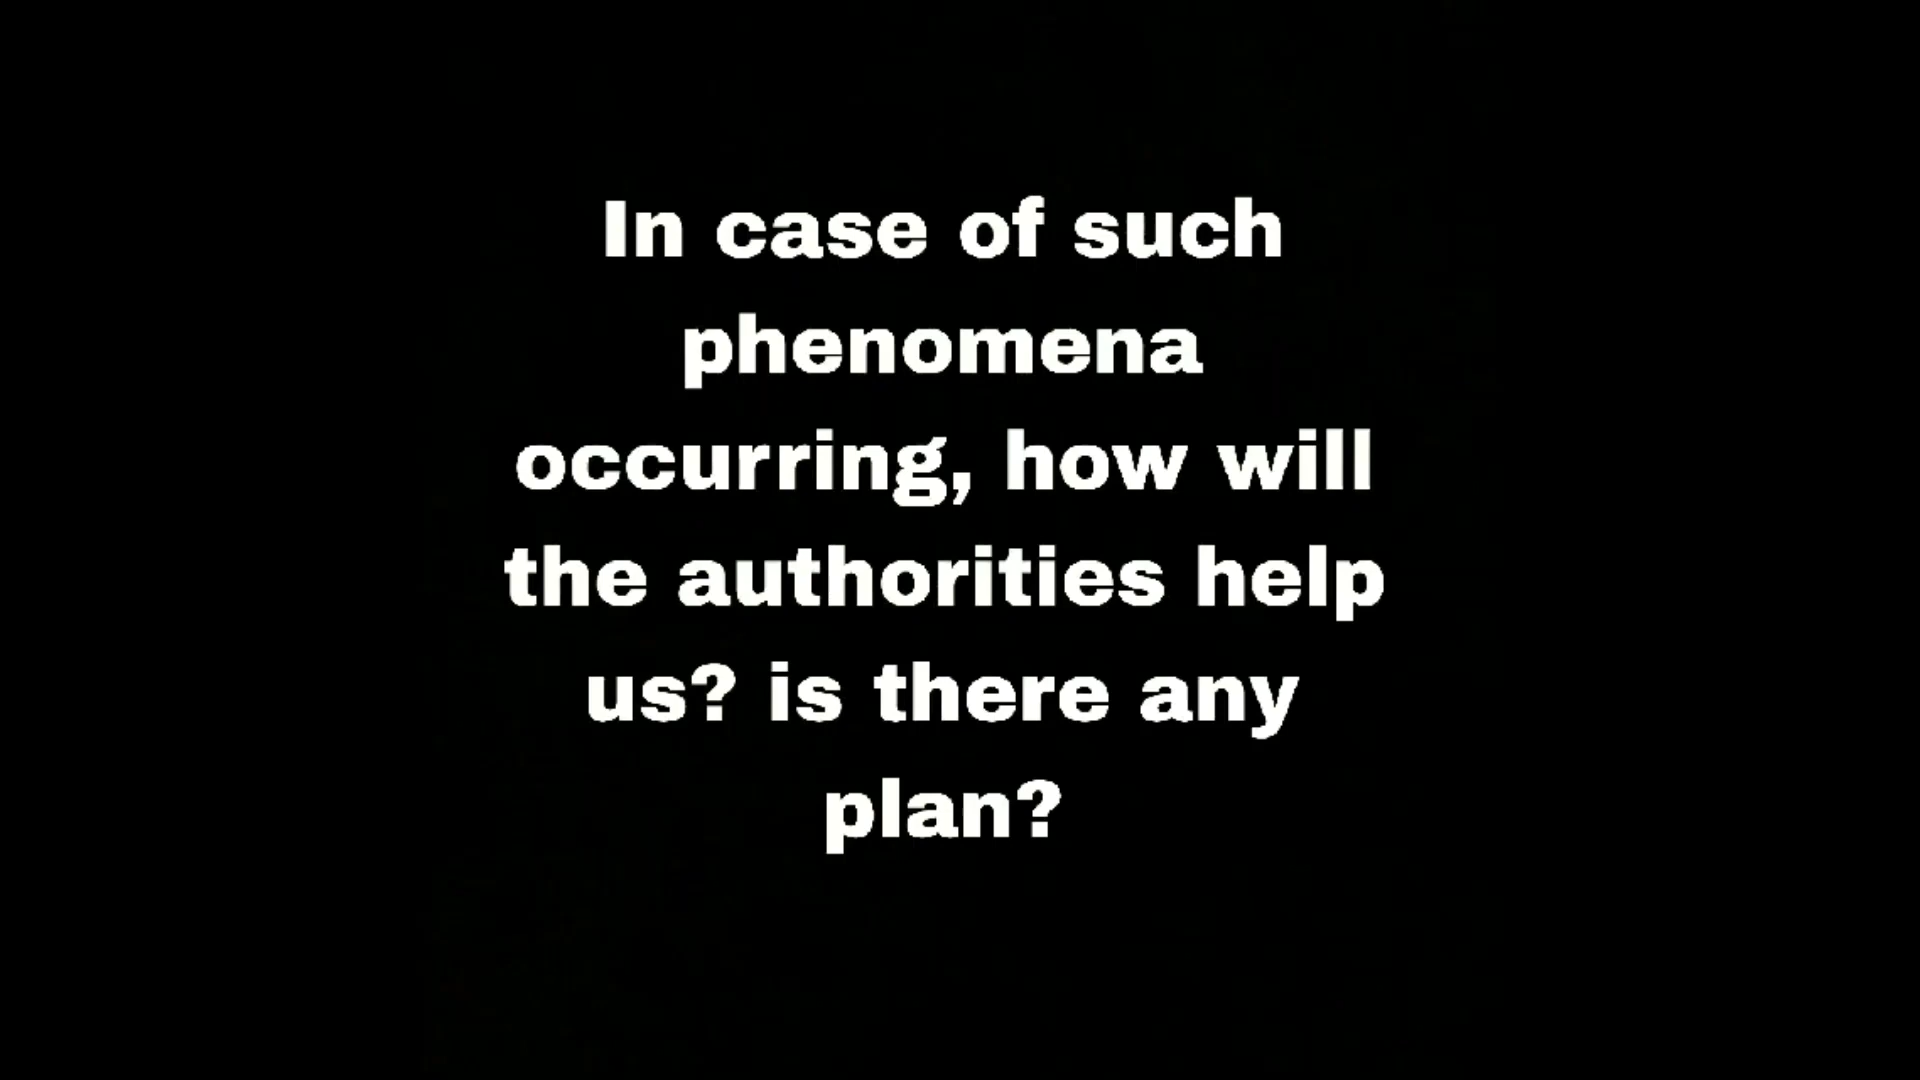 In case of such
phenomena
occurring, how will
the authorities help
us? is there any
plan?